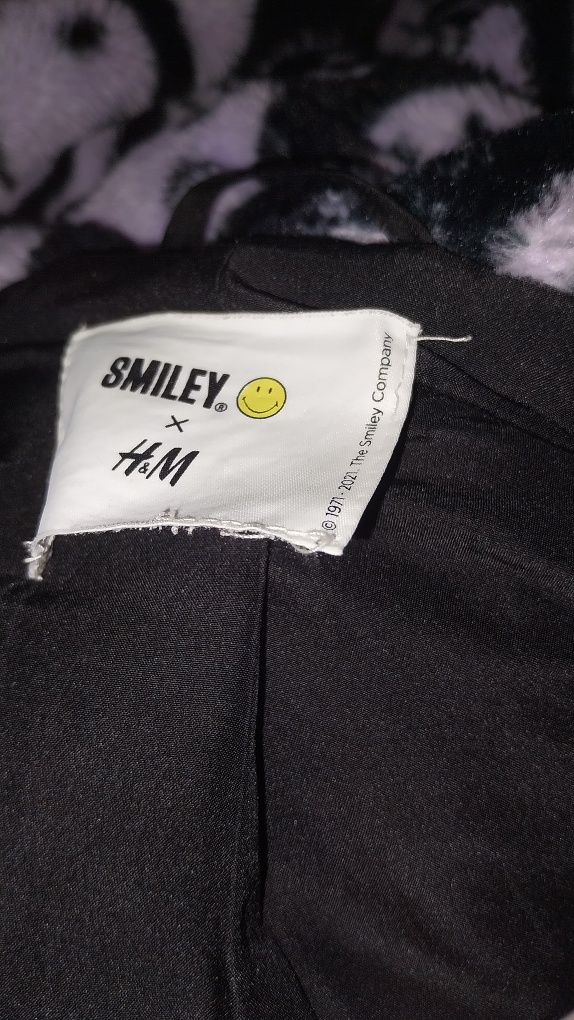 SMILEY®
×
H&M
© 1971 - 2021. The Smiley Company